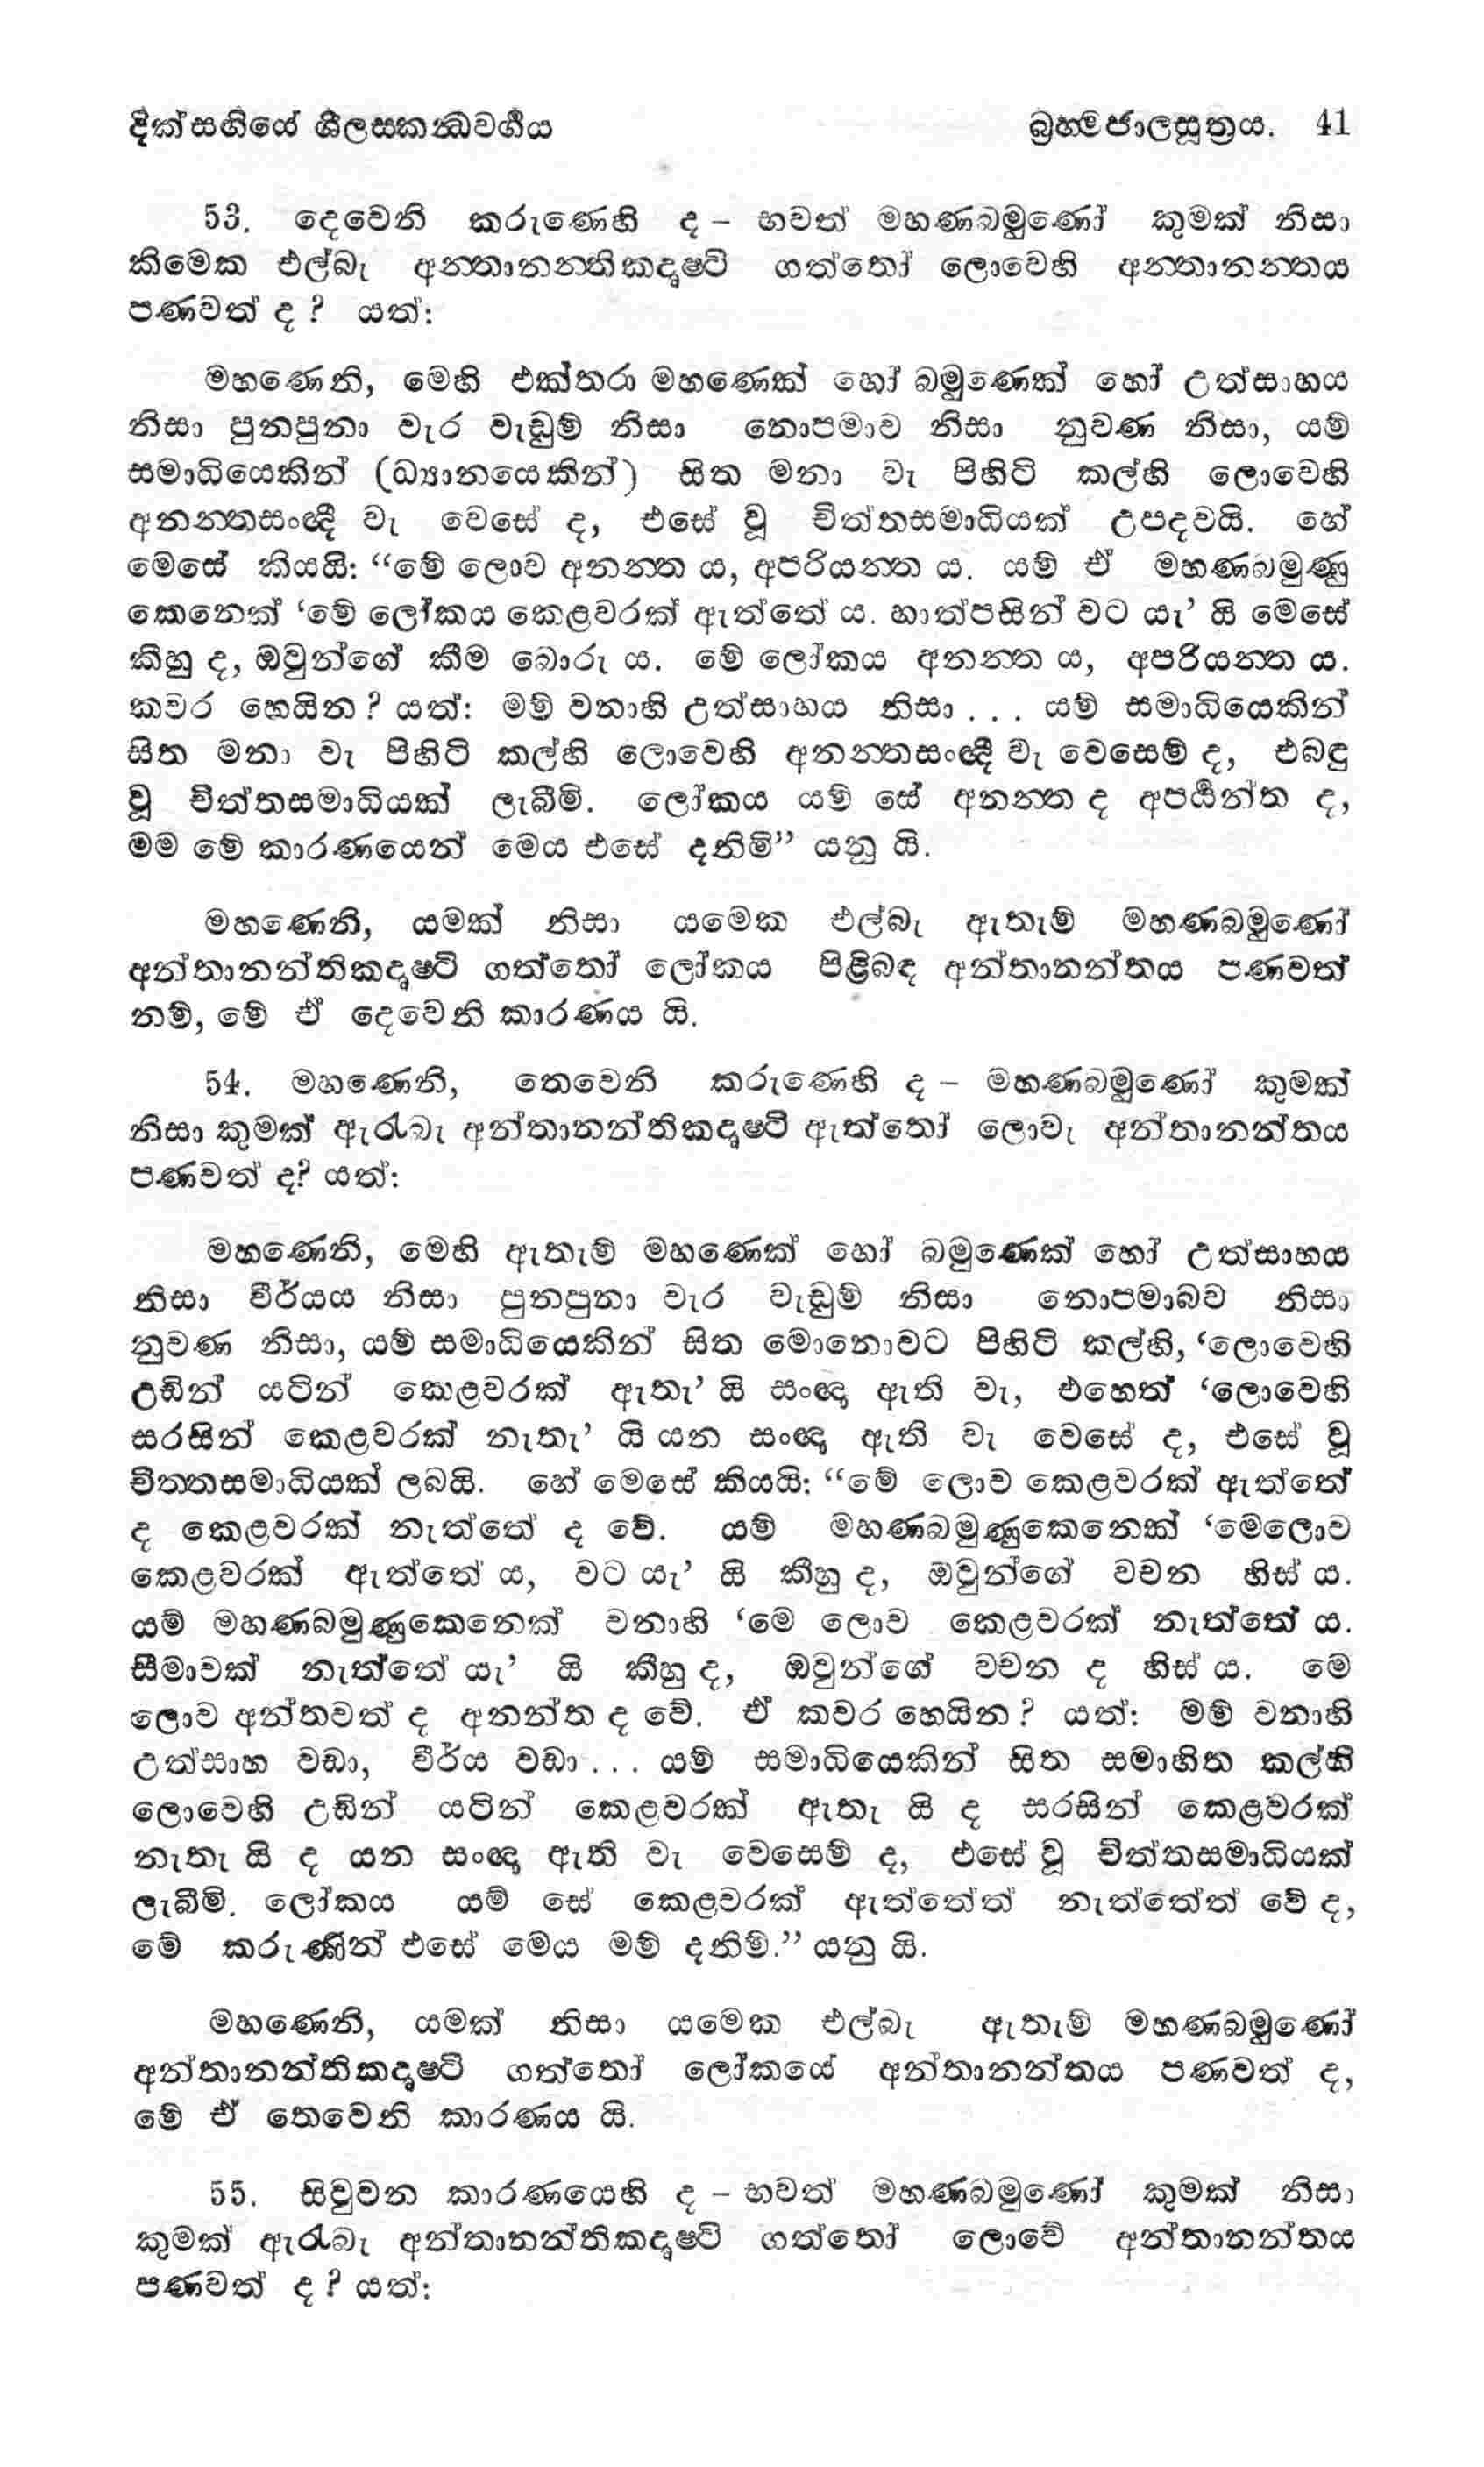 දික්සඟියේ ශීලසකන්‍ධවර්‍ගය බ්‍රහ්මජාලසූත්‍රය. 41
53. දෙවෙනි කරුණෙහි ද – භවත් මහණබමුණෝ කුමක් නිසා
කිමෙක එල්බැ අන්‍තානන්‍තිකදෘෂ්ටි ගත්තෝ ලොවෙහි අන්‍තානන්‍තය
පණවත් ද? යත්:
මහණෙනි, මෙහි එක්තරා මහණෙක් හෝ බමුණෙක් හෝ උත්සාහය
නිසා පුනපුනා වැර වැඩුම් නිසා නොපමාව නිසා නුවණ නිසා, යම්
සමාධියෙකින් (ධ්‍යානයෙකින්) සිත මනා වැ පිහිටි කල්හි ලොවෙහි
අනන්‍තසංඥී වැ වෙසේ ද, එසේ වූ චිත්තසමාධියක් උපදවයි. හේ
මෙසේ කියයි: “මේ ලොව අනන්‍ත ය, අපරියන්‍ත ය. යම් ඒ මහණබමුණු
කෙනෙක් ‘මේ ලෝකය කෙළවරක් ඇත්තේ ය. හාත්පසින් වට යැ’ යි මෙසේ
කීහු ද, ඔවුන්ගේ කීම බොරු ය. මේ ලෝකය අනන්‍ත ය, අපරියන්‍ත ය.
කවර හෙයින? යත්: මම් වනාහි උත්සාහය නිසා . . . යම් සමාධියෙකින්
සිත මනා වැ පිහිටි කල්හි ලොවෙහි අනන්‍තසංඥී වැ වෙසෙම් ද, එබඳු
වූ චිත්තසමාධියක් ලැබීමි. ලෝකය යම් සේ අනන්‍ත ද අපර්‍ය්‍යන්ත ද,
මම මේ කාරණයෙන් මෙය එසේ දනිමි” යනු යි.
මහණෙනි, යමක් නිසා යමෙක එල්බැ ඇතැම් මහණබමුණෝ
අන්තානන්තිකදෘෂ්ටි ගත්තෝ ලෝකය පිළිබඳ අන්තානන්තය පණවත්
නම්, මේ ඒ දෙවෙනි කාරණය යි.
54. මහණෙනි, තෙවෙනි කරුණෙහි ද – මහණබමුණෝ කුමක්
නිසා කුමක් ඇරැබැ අන්තානන්තිකදෘෂ්ටි ඇත්තෝ ලොවැ අන්තානන්තය
පණවත් ද? යත්:
මහණෙනි, මෙහි ඇතැම් මහණෙක් හෝ බමුණෙක් හෝ උත්සාහය
නිසා වීර්යය නිසා පුනපුනා වැර වැඩුම් නිසා නොපමාබව නිසා
නුවණ නිසා, යම් සමාධියෙකින් සිත මොනොවට පිහිටි කල්හි, ‘ලොවෙහි
උඩින් යටින් කෙළවරක් ඇතැ’ යි සංඥා ඇති වැ, එහෙත් ‘ලොවෙහි
සරසින් කෙළවරක් නැතැ’ යි යන සංඥා ඇති වැ වෙසේ ද, එසේ වූ
චිත්තසමාධියක් ලබයි. හේ මෙසේ කියයි: “මේ ලොව කෙළවරක් ඇත්තේ
ද කෙළවරක් නැත්තේ ද වේ. යම් මහණබමුණුකෙනෙක් ‘මෙලොව
කෙළවරක් ඇත්තේ ය, වට යැ’ යි කීහු ද, ඔවුන්ගේ වචන හිස් ය.
යම් මහණබමුණුකෙනෙක් වනාහි ‘මෙ ලොව කෙළවරක් නැත්තේ ය.
සීමාවක් නැත්තේ යැ’ යි කීහු ද, ඔවුන්ගේ වචන ද හිස් ය. මෙ
ලොව අන්තවත් ද අනන්ත ද වේ. ඒ කවර හෙයින? යත්: මම් වනාහි
උත්සාහ වඩා, වීර්ය වඩා . . . යම් සමාධියෙකින් සිත සමාහිත කල්හි
ලොවෙහි උඩින් යටින් කෙළවරක් ඇතැ යි ද සරසින් කෙළවරක්
නැතැ යි ද යන සංඥා ඇති වැ වෙසෙම් ද, එසේ වූ චිත්තසමාධියක්
ලැබීමි. ලෝකය යම් සේ කෙළවරක් ඇත්තේත් නැත්තේත් වේ ද,
මේ කරුණින් එසේ මෙය මම් දනිම්.” යනු යි.
මහණෙනි, යමක් නිසා යමෙක එල්බැ ඇතැම් මහණබමුණෝ
අන්තානන්තිකදෘෂ්ටි ගත්තෝ ලෝකයේ අන්තානන්තය පණවත් ද,
මේ ඒ තෙවෙනි කාරණය යි.
55. සිවුවන කාරණයෙහි ද – භවත් මහණබමුණෝ කුමක් නිසා
කුමක් ඇරැබැ අන්තානන්තිකදෘෂ්ටි ගත්තෝ ලොවේ අන්තානන්තය
පණවත් ද? යත්: